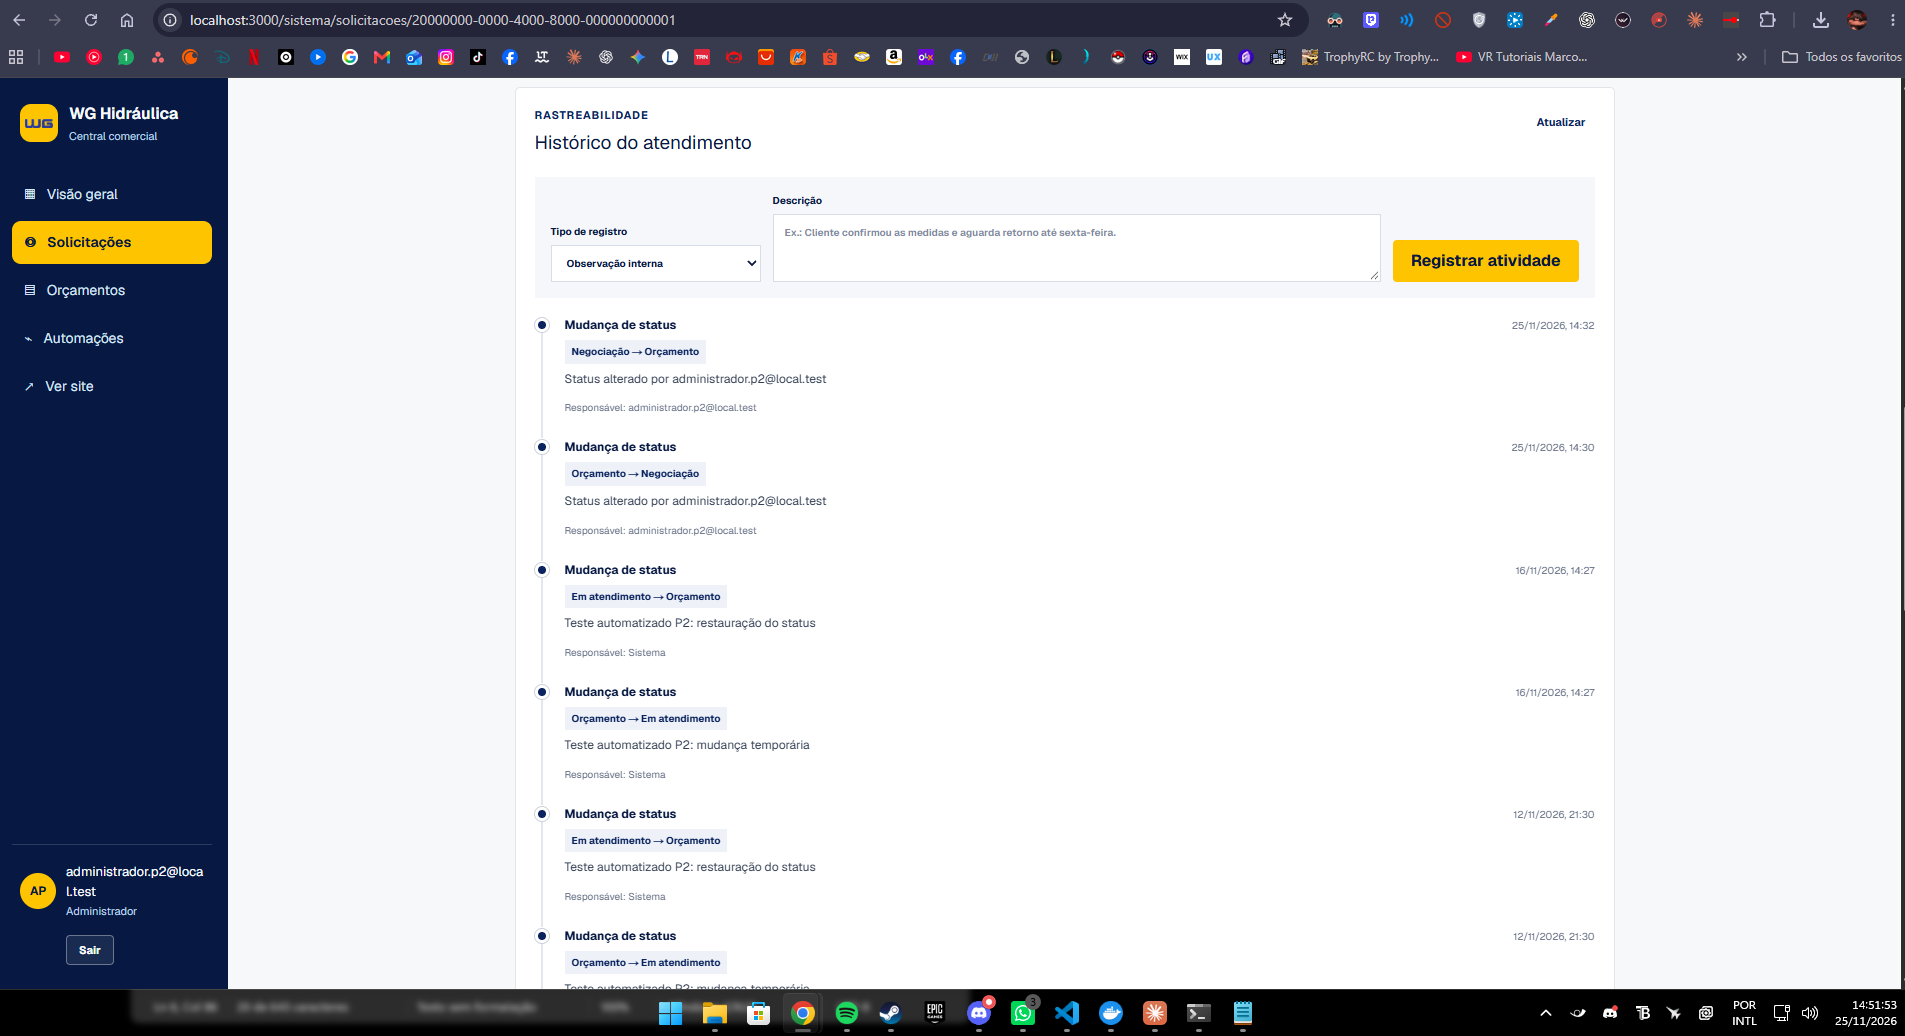 localhost:3000/sistema/solicitacoes/20000000-0000-4000-8000-000000000001
TrophyRC by Trophy...
VR Tutoriais Marco...
Todos os favoritos
WG
WG Hidráulica
Central comercial
Visão geral
Solicitações
Orçamentos
Automações
Ver site
administrador.p2@loca
l.test
Administrador
AP
Sair
RASTREABILIDADE
Histórico do atendimento
Atualizar
Tipo de registro
Observação interna
Descrição
Ex.: Cliente confirmou as medidas e aguarda retorno até sexta-feira.
Registrar atividade
Mudança de status
25/11/2026, 14:32
Negociação → Orçamento
Status alterado por administrador.p2@local.test
Responsável: administrador.p2@local.test
Mudança de status
25/11/2026, 14:30
Orçamento → Negociação
Status alterado por administrador.p2@local.test
Responsável: administrador.p2@local.test
Mudança de status
16/11/2026, 14:27
Em atendimento → Orçamento
Teste automatizado P2: restauração do status
Responsável: Sistema
Mudança de status
16/11/2026, 14:27
Orçamento → Em atendimento
Teste automatizado P2: mudança temporária
Responsável: Sistema
Mudança de status
12/11/2026, 21:30
Em atendimento → Orçamento
Teste automatizado P2: restauração do status
Responsável: Sistema
Mudança de status
12/11/2026, 21:30
Orçamento → Em atendimento
Teste automatizado P2: mudança temporária
POR
INTL
14:51:53
25/11/2026